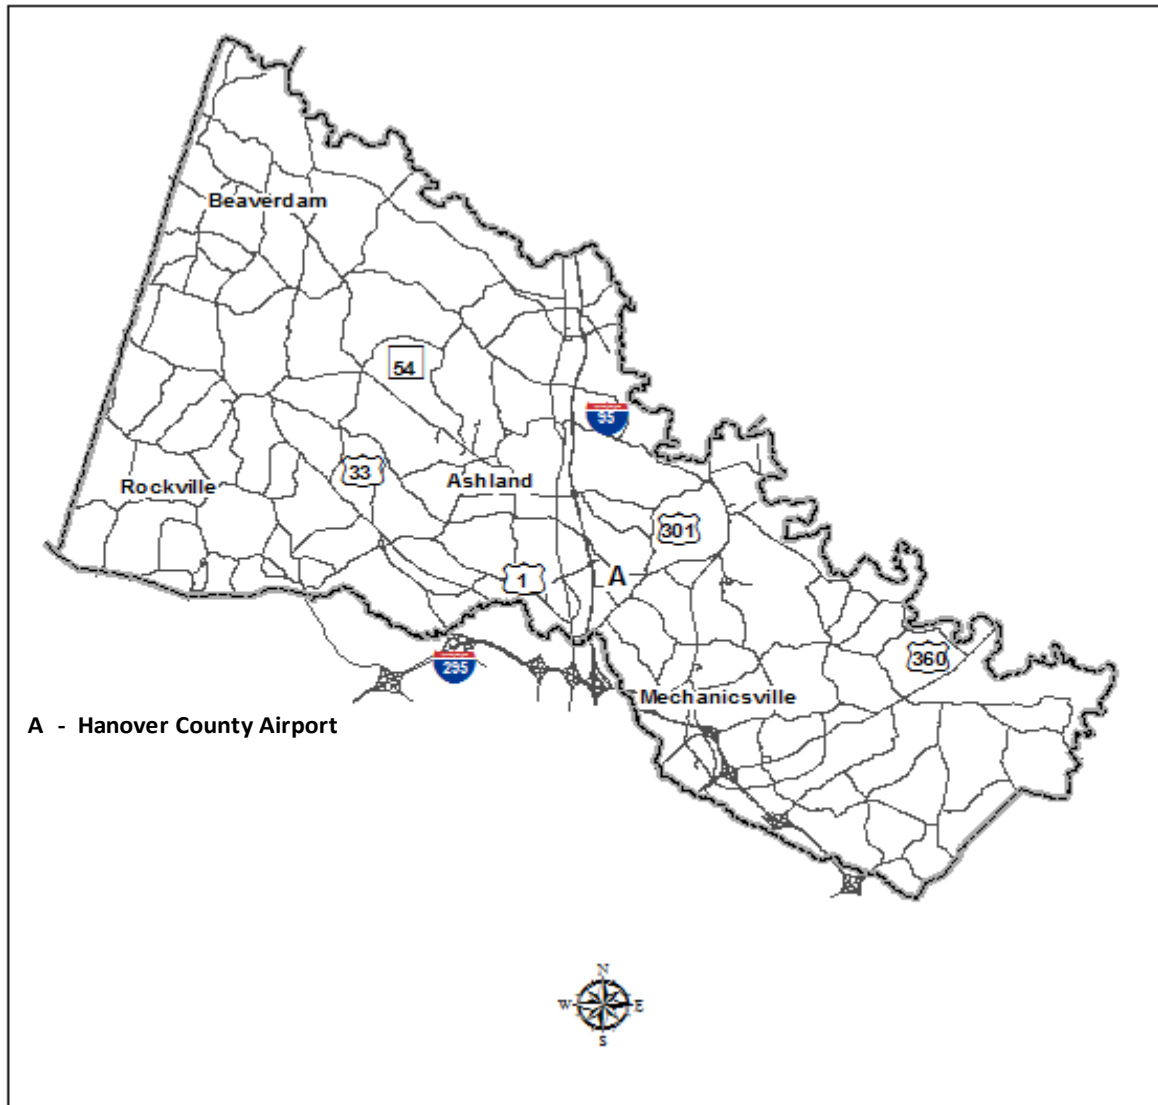 Beaverdam
54
95
33
Ashland
Rockville
301
1
A
360
295
Mechanicsville
A - Hanover County Airport
N
W E
S